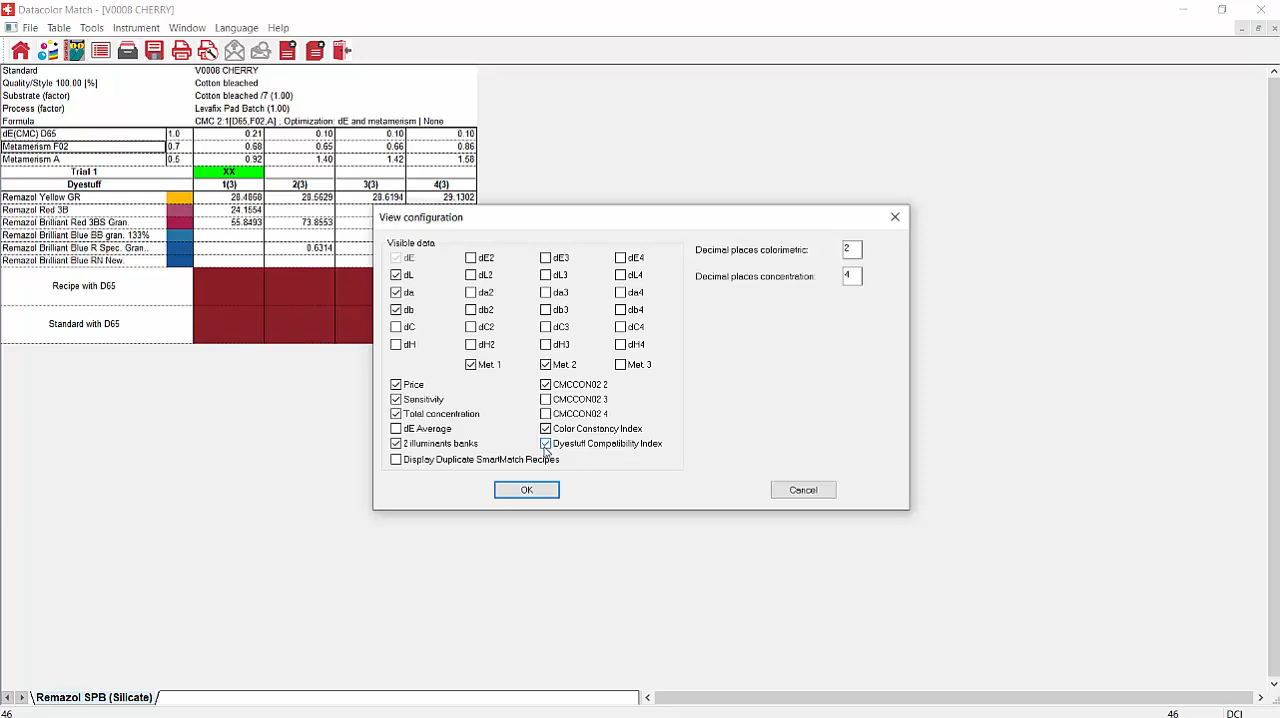 Datacolor Match - [V0008 CHERRY]
File Table Tools Instrument Window Language Help
Standard V0008 CHERRY
Quality/Style 100.00 [%] Cotton bleached
Substrate (factor) Cotton bleached /7 (1.00)
Process (factor) Levafix Pad Batch (1.00)
Formula CMC 2:1[D65,F02,A] ; Optimization: dE and metamerism | None
dE(CMC) D65 1.0 0.21 0.10 0.10 0.10
Metamerism F02 0.7 0.68 0.65 0.66 0.86
Metamerism A 0.5 0.92 1.40 1.42 1.58
Trial 1 XX
Dyestuff 1(3) 2(3) 3(3) 4(3)
Remazol Yellow GR 28.4868 28.5629 28.6194 29.1302
Remazol Red 3B 24.1554
Remazol Brilliant Red 3BS Gran. 55.8493 73.8553
Remazol Brilliant Blue BB gran. 133%
Remazol Brilliant Blue R Spec. Gran.. 0.6314
Remazol Brilliant Blue RN New.
Recipe with D65
Standard with D65
View configuration
Visible data
dE dE2 dE3 dE4
dL dL2 dL3 dL4
da da2 da3 da4
db db2 db3 db4
dC dC2 dC3 dC4
dH dH2 dH3 dH4
Met. 1 Met. 2 Met. 3
Price CMCCON02 2
Sensitivity CMCCON02 3
Total concentration CMCCON02 4
dE Average Color Constancy Index
2 illuminants banks Dyestuff Compatibility Index
Display Duplicate SmartMatch Recipes
Decimal places colorimetric: 2
Decimal places concentration: 4
OK Cancel
Remazol SPB (Silicate)
46 46 DCI